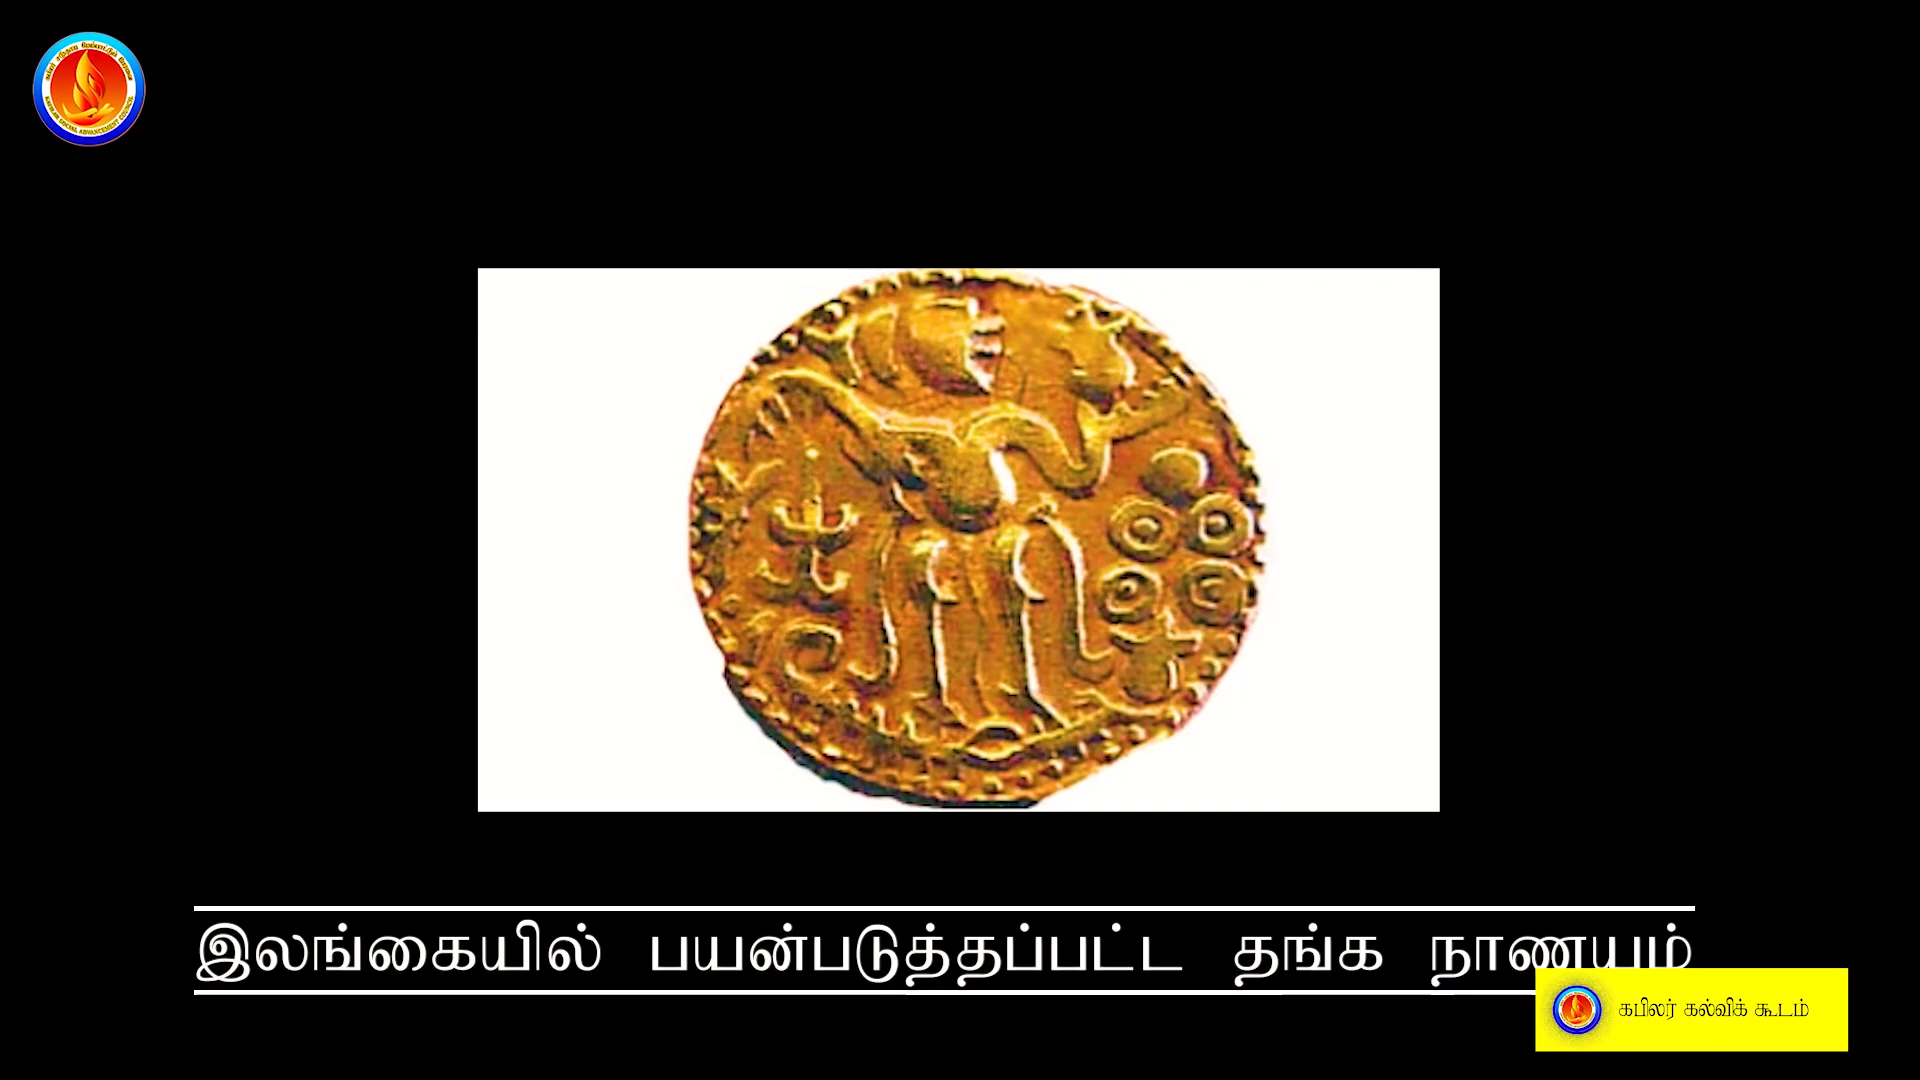 இலங்கையில் பயன்படுத்தப்பட்ட தங்க நாணயம்
கபிலர் கல்விக் கூடம்